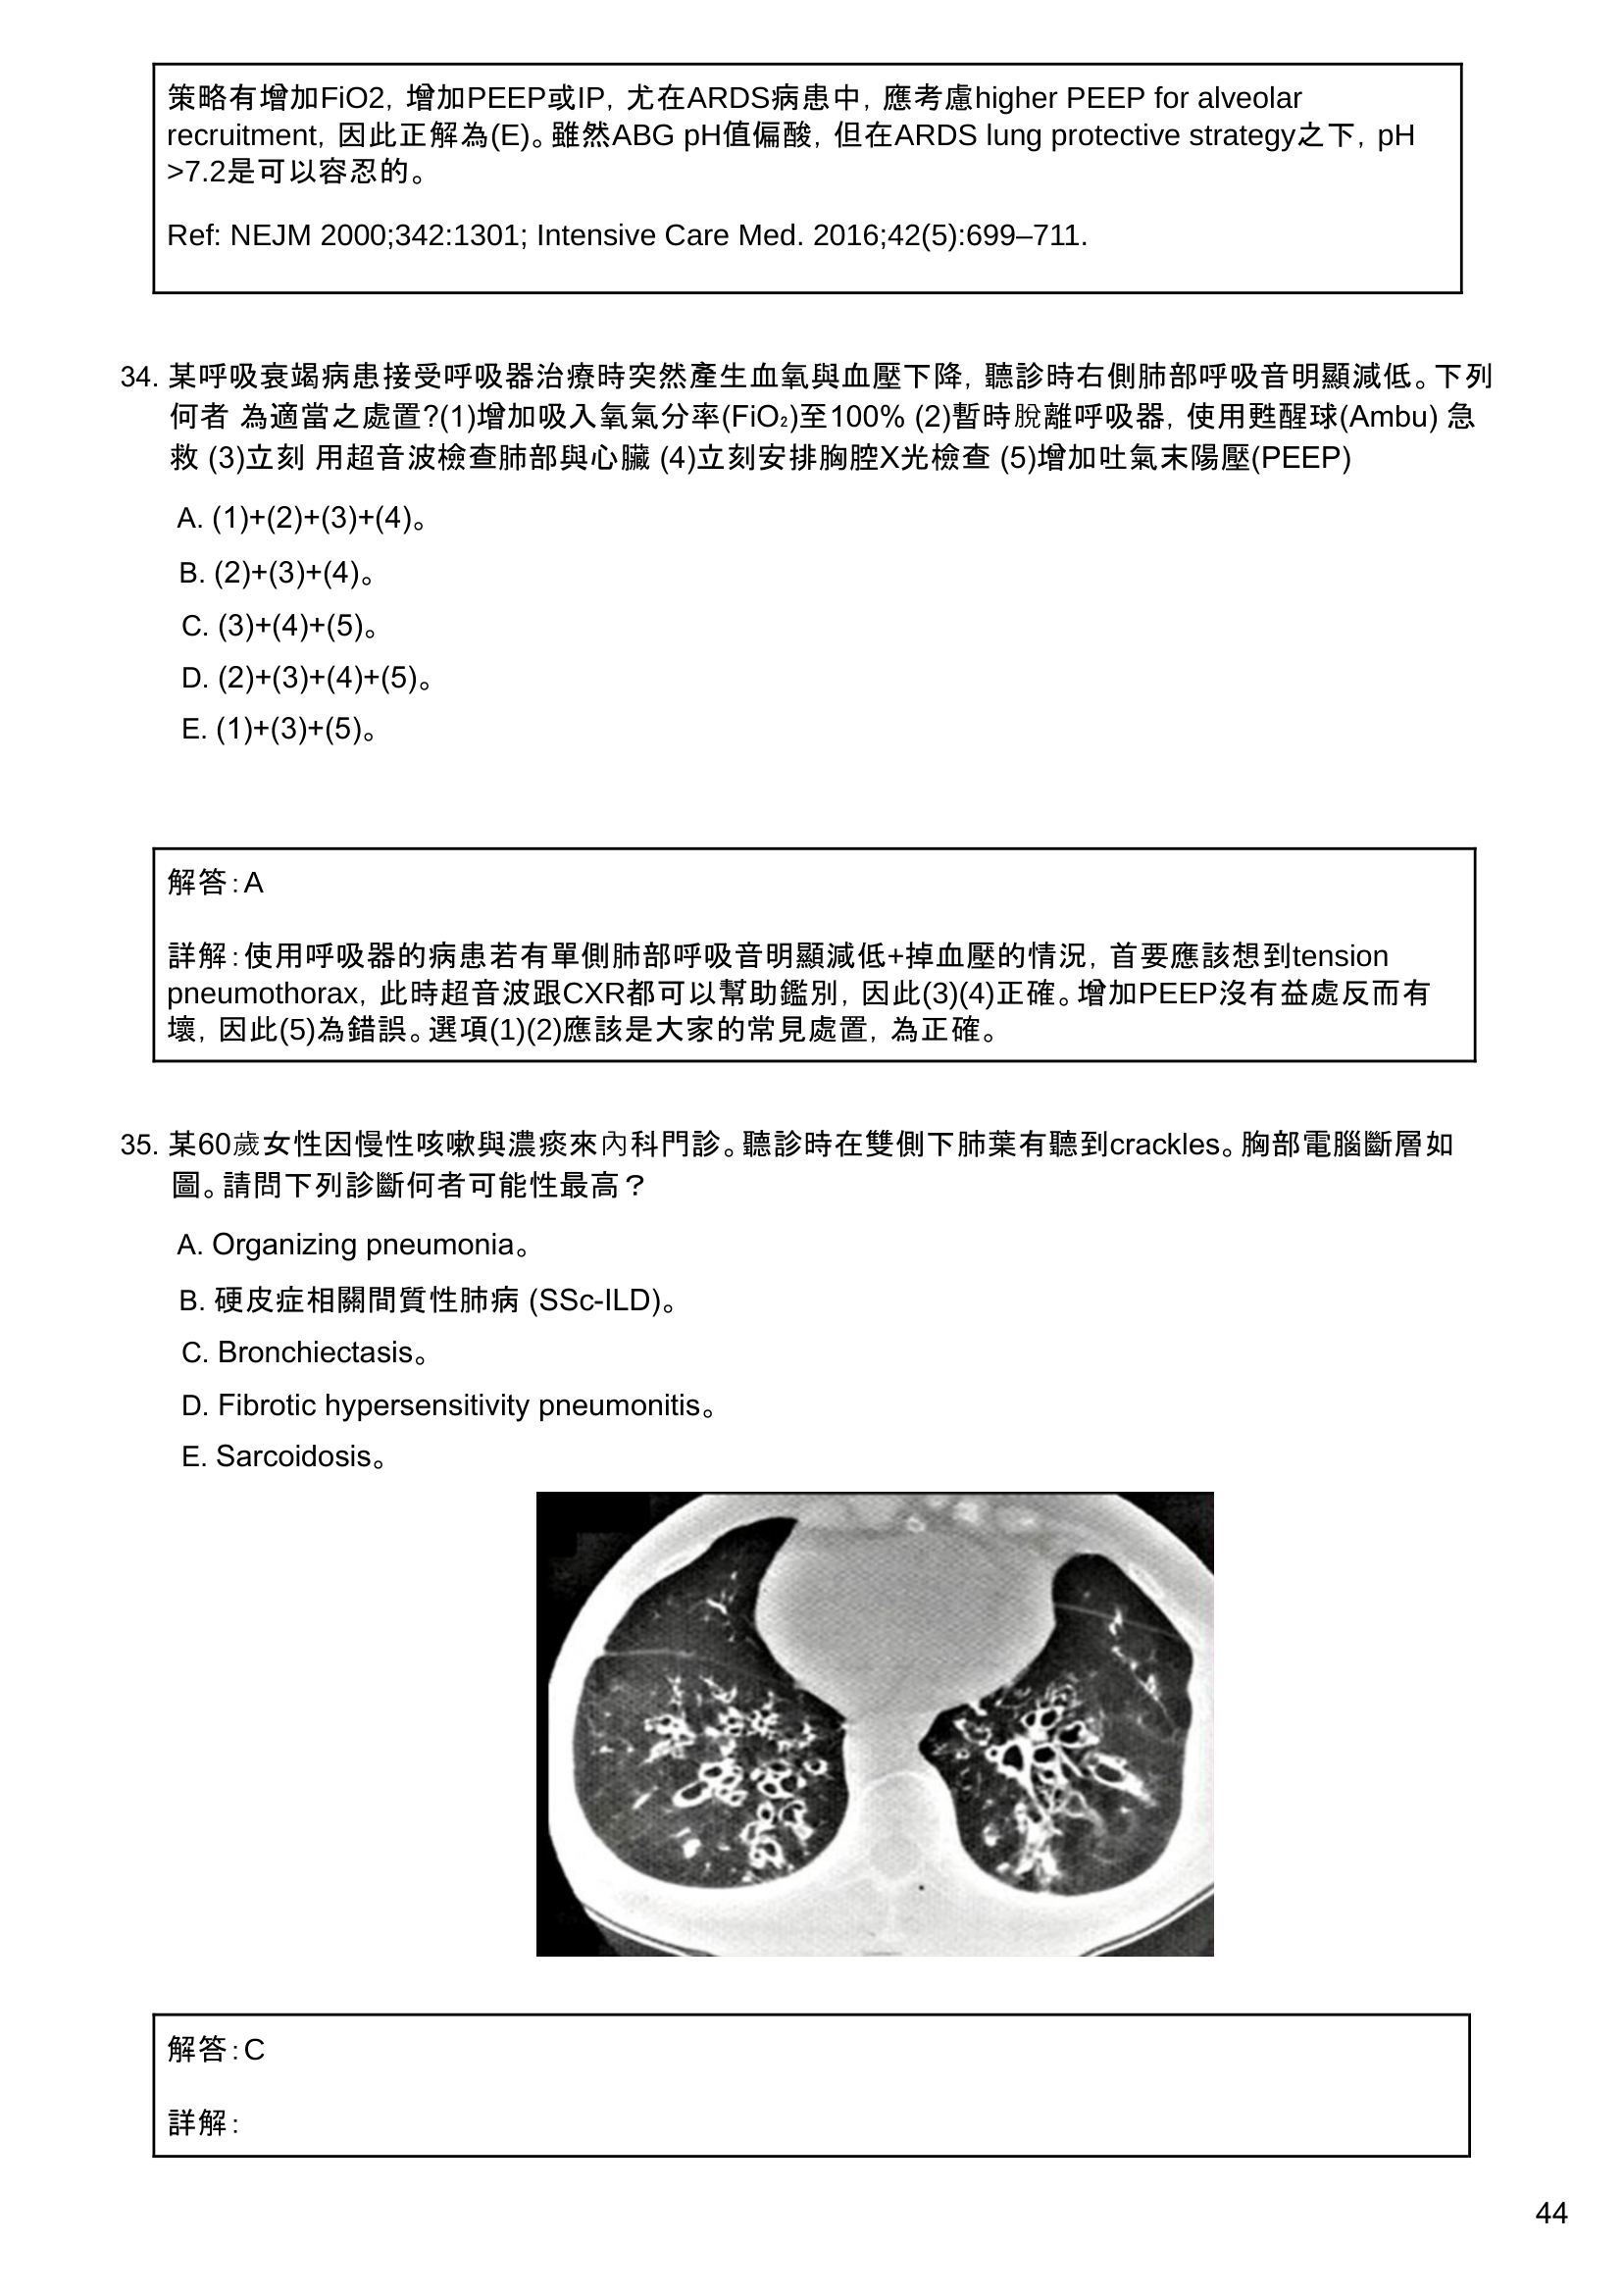 策略有增加FiO2，增加PEEP或IP，尤在ARDS病患中，應考慮higher PEEP for alveolar
recruitment，因此正解為(E)。雖然ABG pH值偏酸，但在ARDS lung protective strategy之下，pH
>7.2是可以容忍的。
Ref: NEJM 2000;342:1301; Intensive Care Med. 2016;42(5):699–711.
34. 某呼吸衰竭病患接受呼吸器治療時突然產生血氧與血壓下降，聽診時右側肺部呼吸音明顯減低。下列
何者 為適當之處置?(1)增加吸入氧氣分率(FiO₂)至100% (2)暫時脫離呼吸器，使用甦醒球(Ambu) 急
救 (3)立刻 用超音波檢查肺部與心臟 (4)立刻安排胸腔X光檢查 (5)增加吐氣末陽壓(PEEP)
A. (1)+(2)+(3)+(4)。
B. (2)+(3)+(4)。
C. (3)+(4)+(5)。
D. (2)+(3)+(4)+(5)。
E. (1)+(3)+(5)。
解答：A
詳解：使用呼吸器的病患若有單側肺部呼吸音明顯減低+掉血壓的情況，首要應該想到tension
pneumothorax，此時超音波跟CXR都可以幫助鑑別，因此(3)(4)正確。增加PEEP沒有益處反而有
壞，因此(5)為錯誤。選項(1)(2)應該是大家的常見處置，為正確。
35. 某60歲女性因慢性咳嗽與濃痰來內科門診。聽診時在雙側下肺葉有聽到crackles。胸部電腦斷層如
圖。請問下列診斷何者可能性最高？
A. Organizing pneumonia。
B. 硬皮症相關間質性肺病 (SSc-ILD)。
C. Bronchiectasis。
D. Fibrotic hypersensitivity pneumonitis。
E. Sarcoidosis。
解答：C
詳解：
44